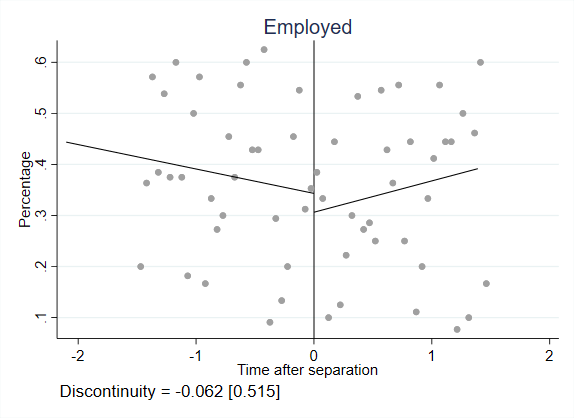 Employed
Percentage
.6
.5
.4
.3
.2
.1
-2 -1 0 1 2
Time after separation
Discontinuity = -0.062 [0.515]